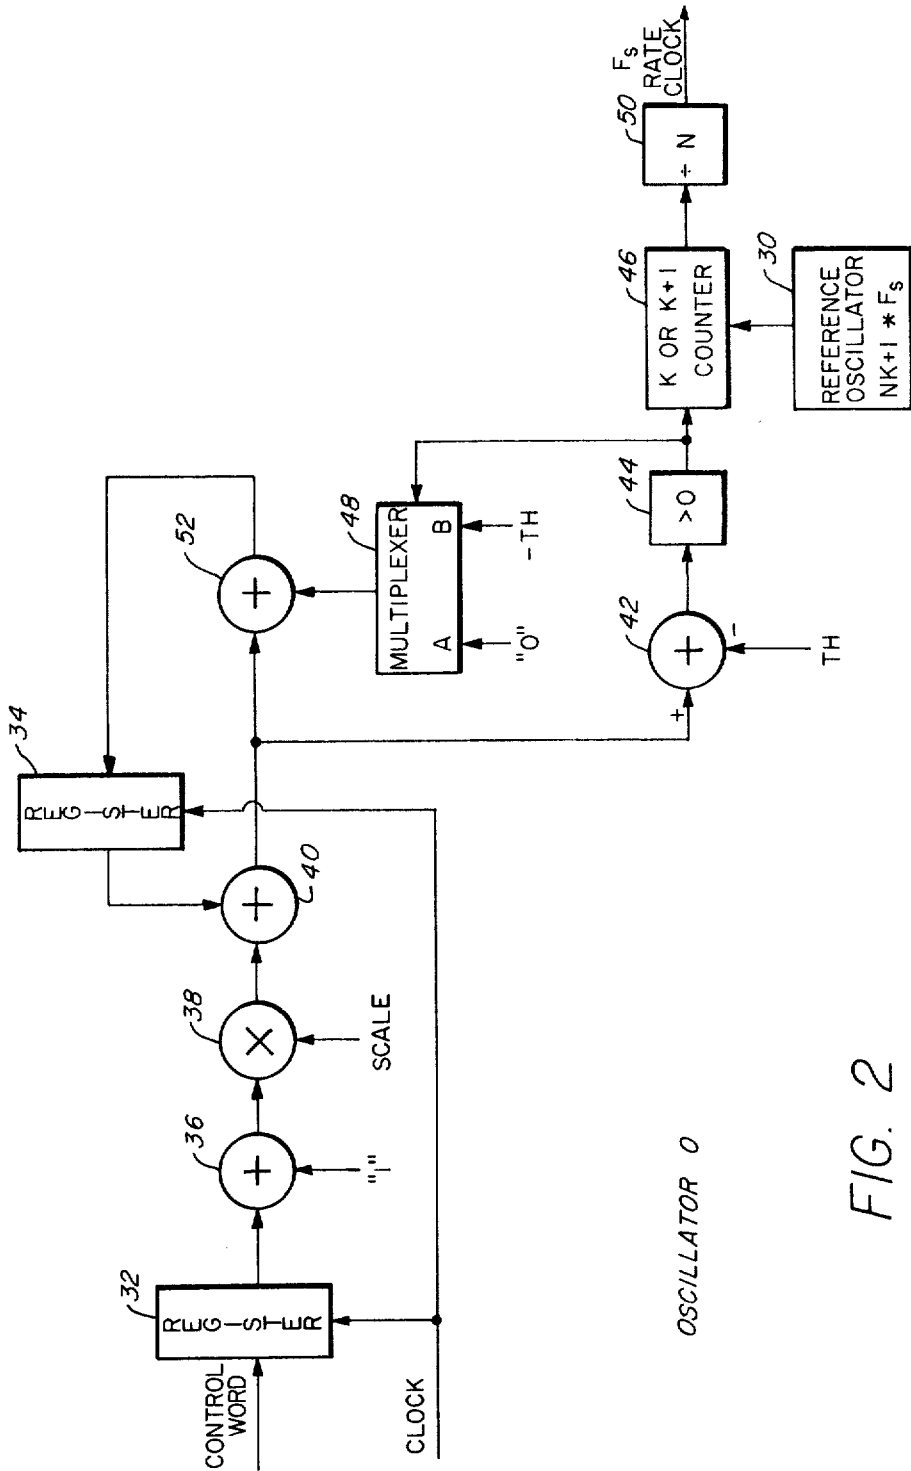 CONTROL
WORD
32
REGISTER
CLOCK
36
+
"1"
38
×
SCALE
40
+
34
REGISTER
52
+
48
MULTIPLEXER
A B
"0"
-TH
42
+
+
-
TH
44
>0
46
K OR K+1
COUNTER
30
REFERENCE
OSCILLATOR
NK+1 * Fs
50
÷ N
Fs
RATE
CLOCK
OSCILLATOR 0
FIG. 2